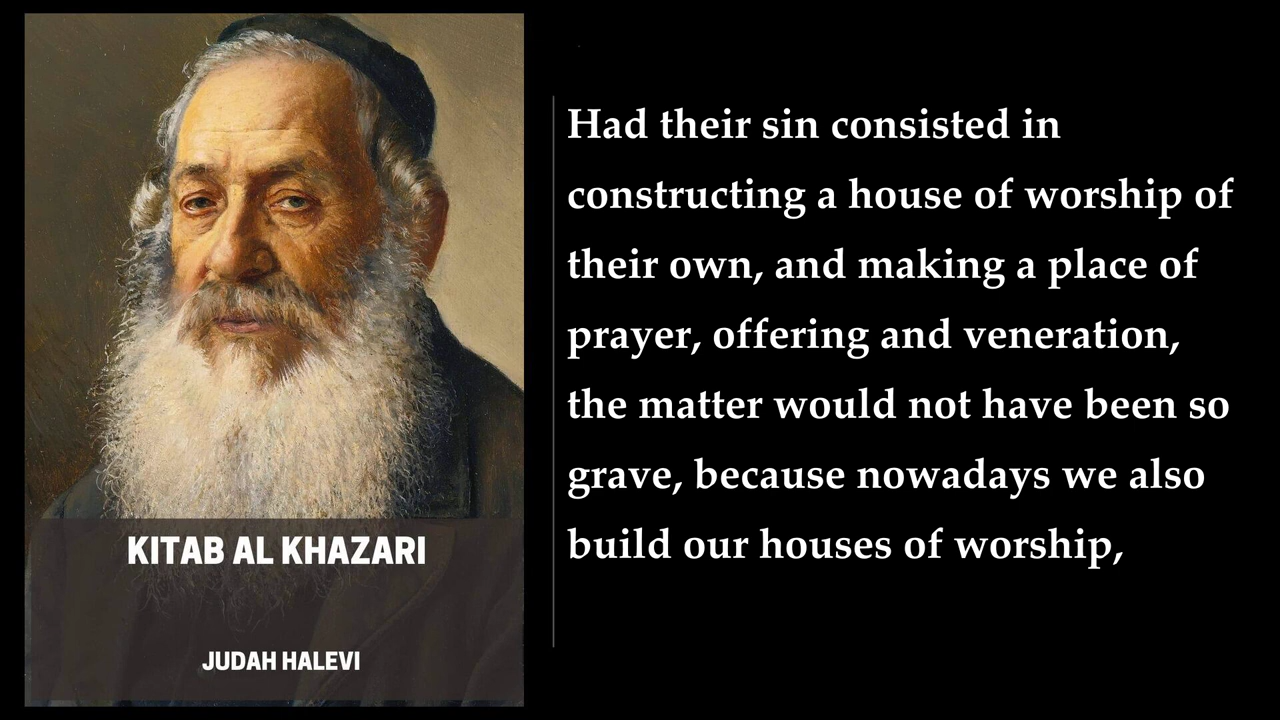 KITAB AL KHAZARI
JUDAH HALEVI
Had their sin consisted in
constructing a house of worship of
their own, and making a place of
prayer, offering and veneration,
the matter would not have been so
grave, because nowadays we also
build our houses of worship,